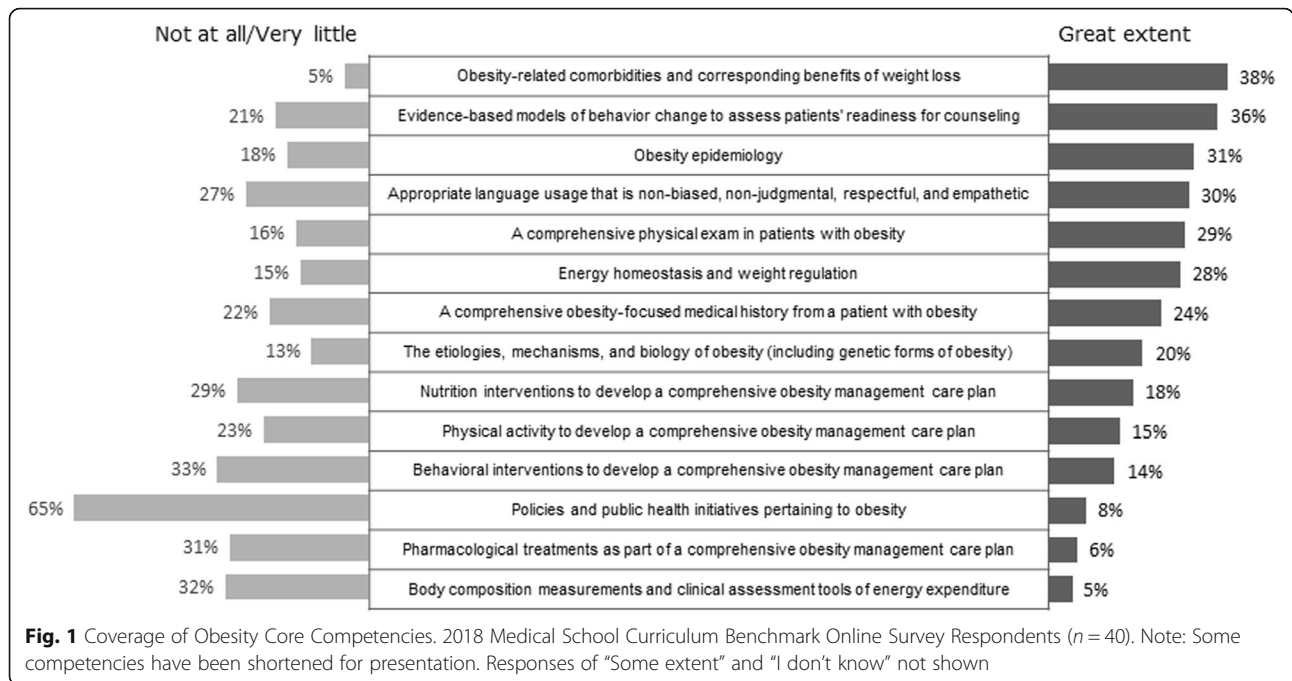 Not at all/Very little Great extent
5% Obesity-related comorbidities and corresponding benefits of weight loss 38%
21% Evidence-based models of behavior change to assess patients' readiness for counseling 36%
18% Obesity epidemiology 31%
27% Appropriate language usage that is non-biased, non-judgmental, respectful, and empathetic 30%
16% A comprehensive physical exam in patients with obesity 29%
15% Energy homeostasis and weight regulation 28%
22% A comprehensive obesity-focused medical history from a patient with obesity 24%
13% The etiologies, mechanisms, and biology of obesity (including genetic forms of obesity) 20%
29% Nutrition interventions to develop a comprehensive obesity management care plan 18%
23% Physical activity to develop a comprehensive obesity management care plan 15%
33% Behavioral interventions to develop a comprehensive obesity management care plan 14%
65% Policies and public health initiatives pertaining to obesity 8%
31% Pharmacological treatments as part of a comprehensive obesity management care plan 6%
32% Body composition measurements and clinical assessment tools of energy expenditure 5%
Fig. 1 Coverage of Obesity Core Competencies. 2018 Medical School Curriculum Benchmark Online Survey Respondents (n = 40). Note: Some
competencies have been shortened for presentation. Responses of “Some extent” and “I don’t know” not shown